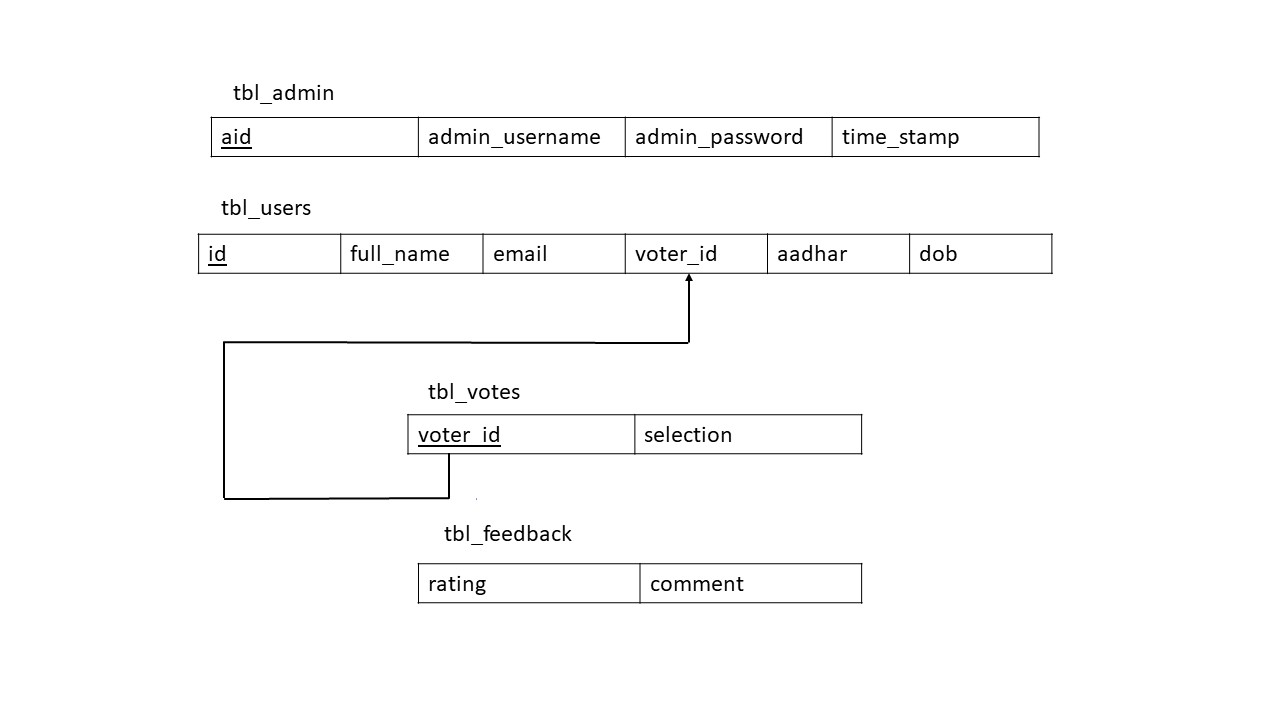 tbl_admin
aid admin_username admin_password time_stamp
tbl_users
id full_name email voter_id aadhar dob
tbl_votes
voter_id selection
tbl_feedback
rating comment